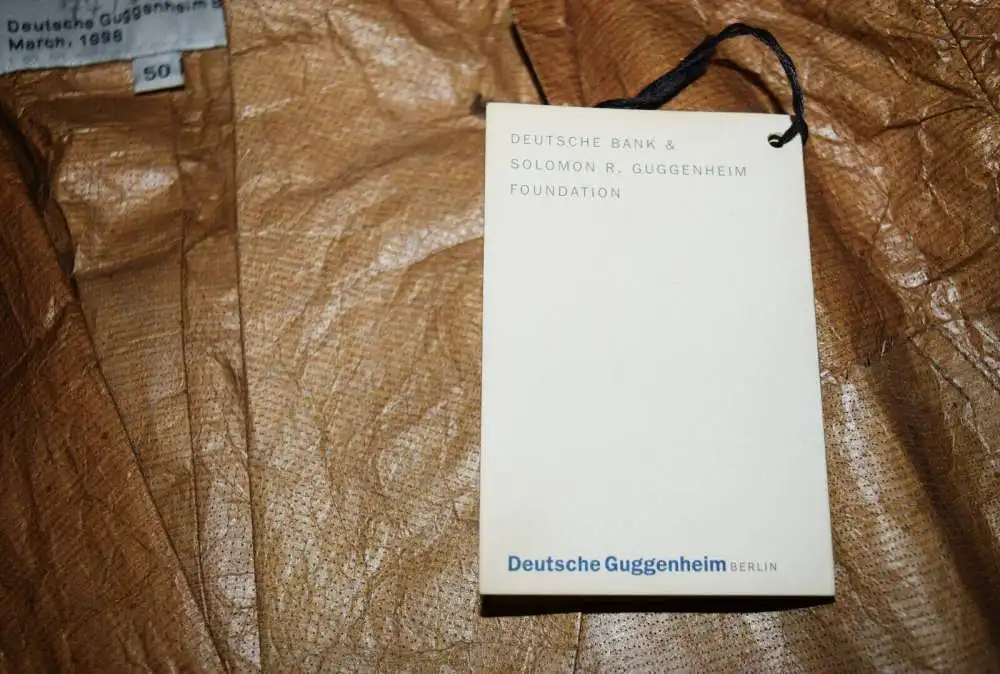 Deutsche Guggenheim B
March, 1998
50
DEUTSCHE BANK &
SOLOMON R. GUGGENHEIM
FOUNDATION
Deutsche Guggenheim BERLIN